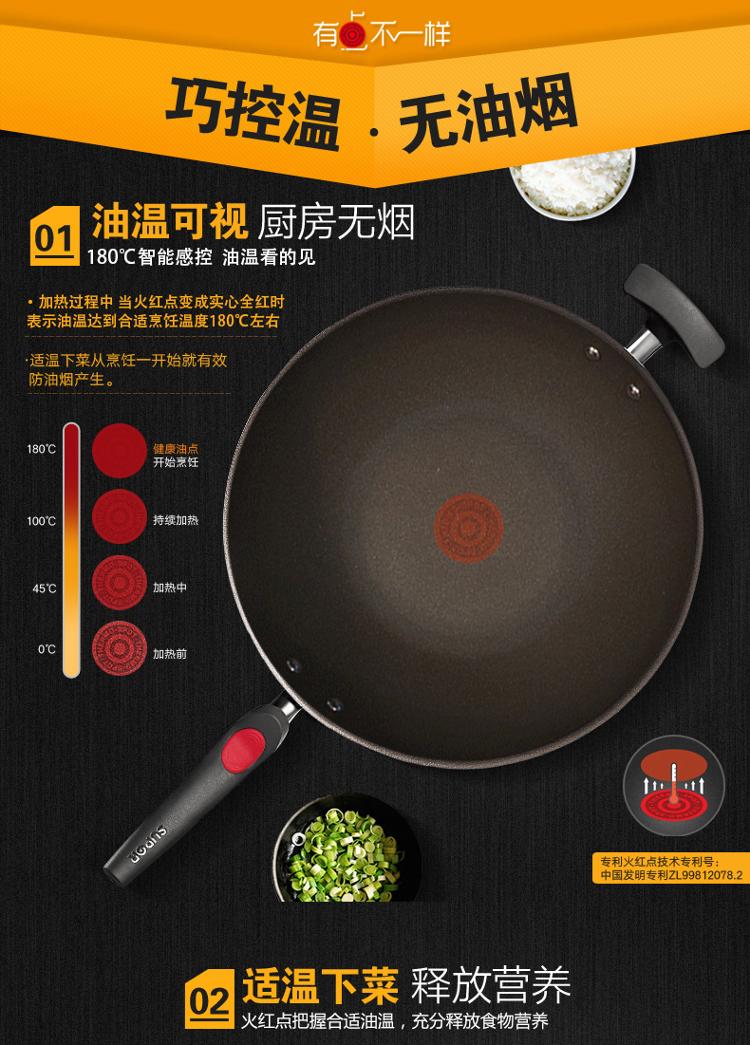 有点不一样
巧控温·无油烟
01
油温可视 厨房无烟
180℃智能感控 油温看的见
·加热过程中 当火红点变成实心全红时
表示油温达到合适烹饪温度180℃左右
·适温下菜从烹饪一开始就有效
防油烟产生。
180℃
健康油点
开始烹饪
100℃
持续加热
45℃
加热中
0℃
加热前
专利火红点技术专利号：
中国发明专利ZL99812078.2
02
适温下菜 释放营养
火红点把握合适油温，充分释放食物营养